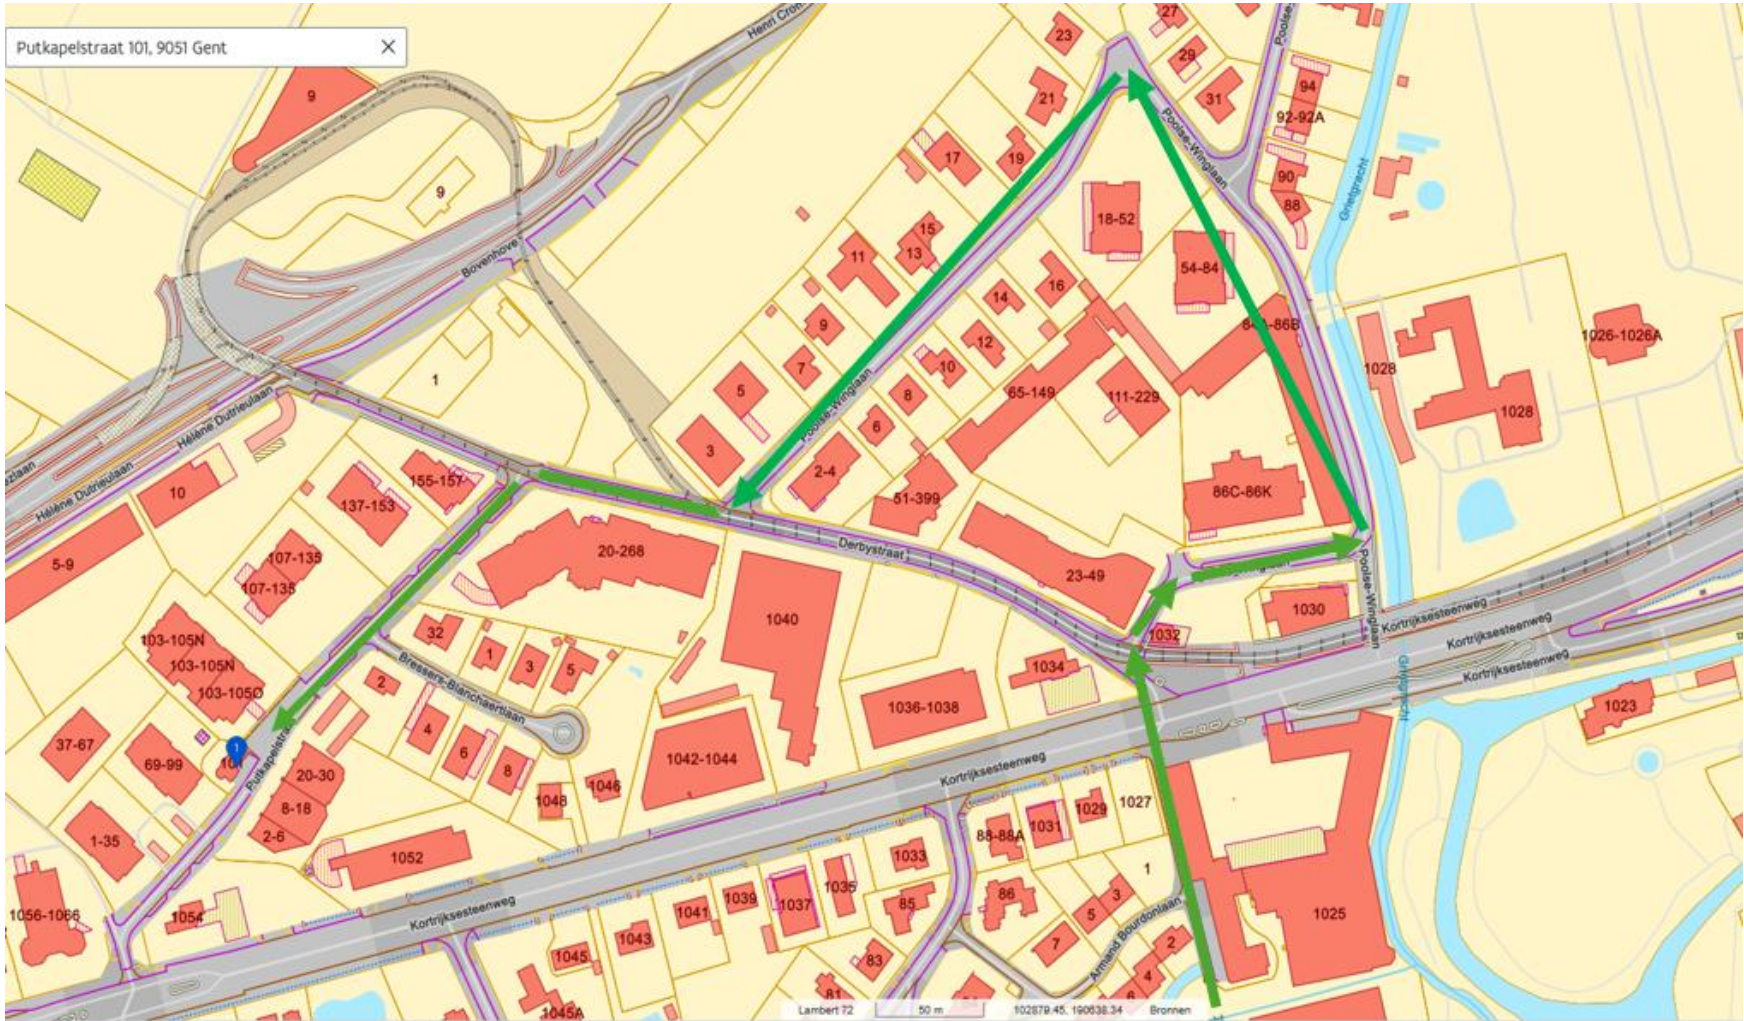 Putkapelstraat 101, 9051 Gent
Henri Crom
9
9
Bovenhove
Hélène Dutrieulaan
Hélène Dutrieulaan
ezlaan
1
10
5-9
23
27
29
21
31
Poolse-
94
92-92A
90
88
Poolse-Winglaan
Grietgracht
17
19
15
13
11
18-52
54-84
84A-86B
14
16
12
10
9
7
5
3
8
6
2-4
Poolse-Winglaan
65-149
111-229
51-399
86C-86K
1028
1028
1026-1026A
155-157
137-153
107-135
107-135
20-268
Derbystraat
23-49
1040
Poolse-Winglaan
1030
1032
1034
Kortrijksesteenweg
Kortrijksesteenweg
Kortrijksesteenweg
Grietgracht
1023
103-105N
103-105N
103-105O
32
1
3
5
2
Bressers-Blanchaertlaan
4
6
8
37-67
69-99
1
101
Putkapelstraat
20-30
8-18
2-6
1-35
1036-1038
1042-1044
1046
1048
1052
Kortrijksesteenweg
1027
1029
1031
88-88A
1033
1035
1037
1039
1041
1043
1045
1045A
85
86
83
81
1
3
5
7
2
4
6
Armand Bourdonlaan
1025
1056-1066
1054
Kortrijksesteenweg
Lambert 72
50 m
102879.45, 190638.34
Bronnen